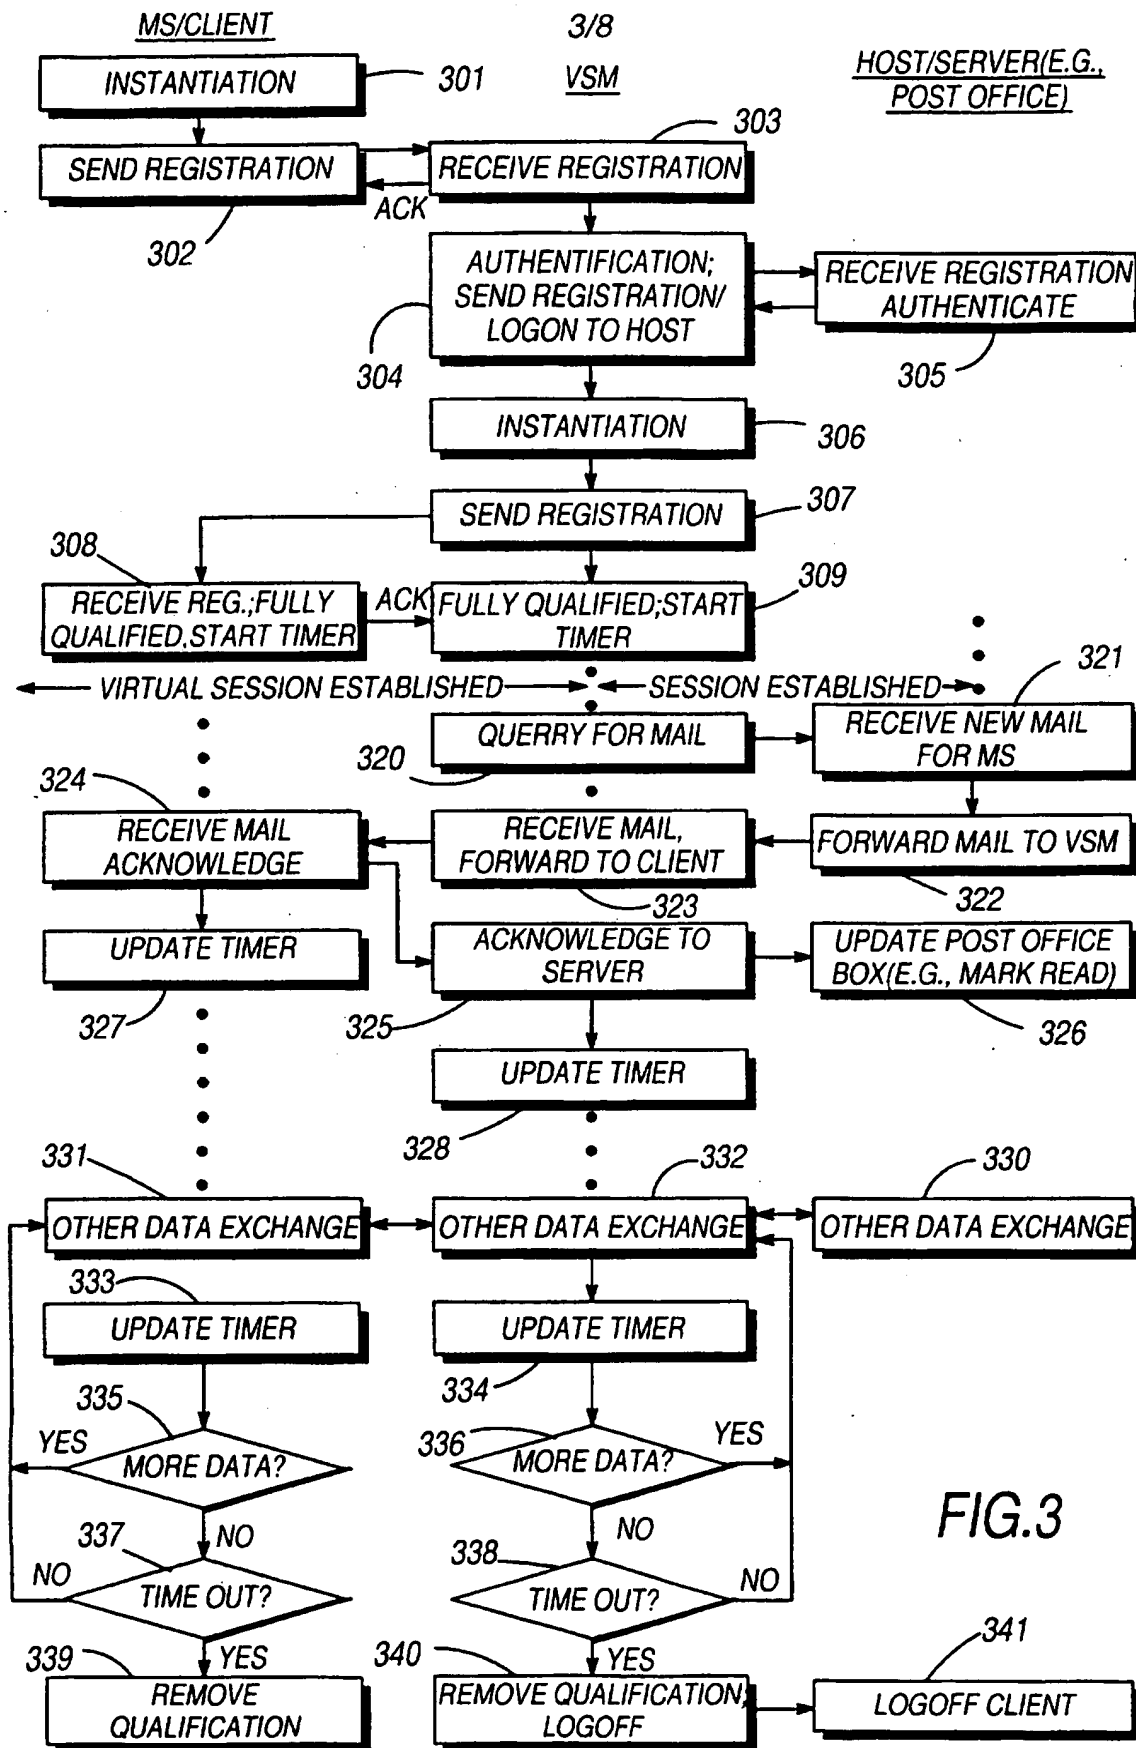 MS/CLIENT
3/8
VSM
HOST/SERVER(E.G.,
POST OFFICE)
INSTANTIATION
301
303
SEND REGISTRATION
RECEIVE REGISTRATION
ACK
302
AUTHENTIFICATION;
SEND REGISTRATION/
LOGON TO HOST
RECEIVE REGISTRATION
AUTHENTICATE
304
305
INSTANTIATION
306
SEND REGISTRATION
307
308
309
RECEIVE REG.;FULLY
QUALIFIED,START TIMER
ACK
FULLY QUALIFIED;START
TIMER
321
VIRTUAL SESSION ESTABLISHED
SESSION ESTABLISHED
QUERRY FOR MAIL
320
RECEIVE NEW MAIL
FOR MS
324
RECEIVE MAIL
ACKNOWLEDGE
RECEIVE MAIL,
FORWARD TO CLIENT
323
FORWARD MAIL TO VSM
322
UPDATE TIMER
327
ACKNOWLEDGE TO
SERVER
325
UPDATE POST OFFICE
BOX(E.G., MARK READ)
326
UPDATE TIMER
328
331
332
330
OTHER DATA EXCHANGE
OTHER DATA EXCHANGE
OTHER DATA EXCHANGE
333
UPDATE TIMER
UPDATE TIMER
334
335
336
YES
MORE DATA?
MORE DATA?
YES
NO
NO
337
338
NO
TIME OUT?
TIME OUT?
NO
FIG.3
339
YES
340
YES
341
REMOVE
QUALIFICATION
REMOVE QUALIFICATION,
LOGOFF
LOGOFF CLIENT